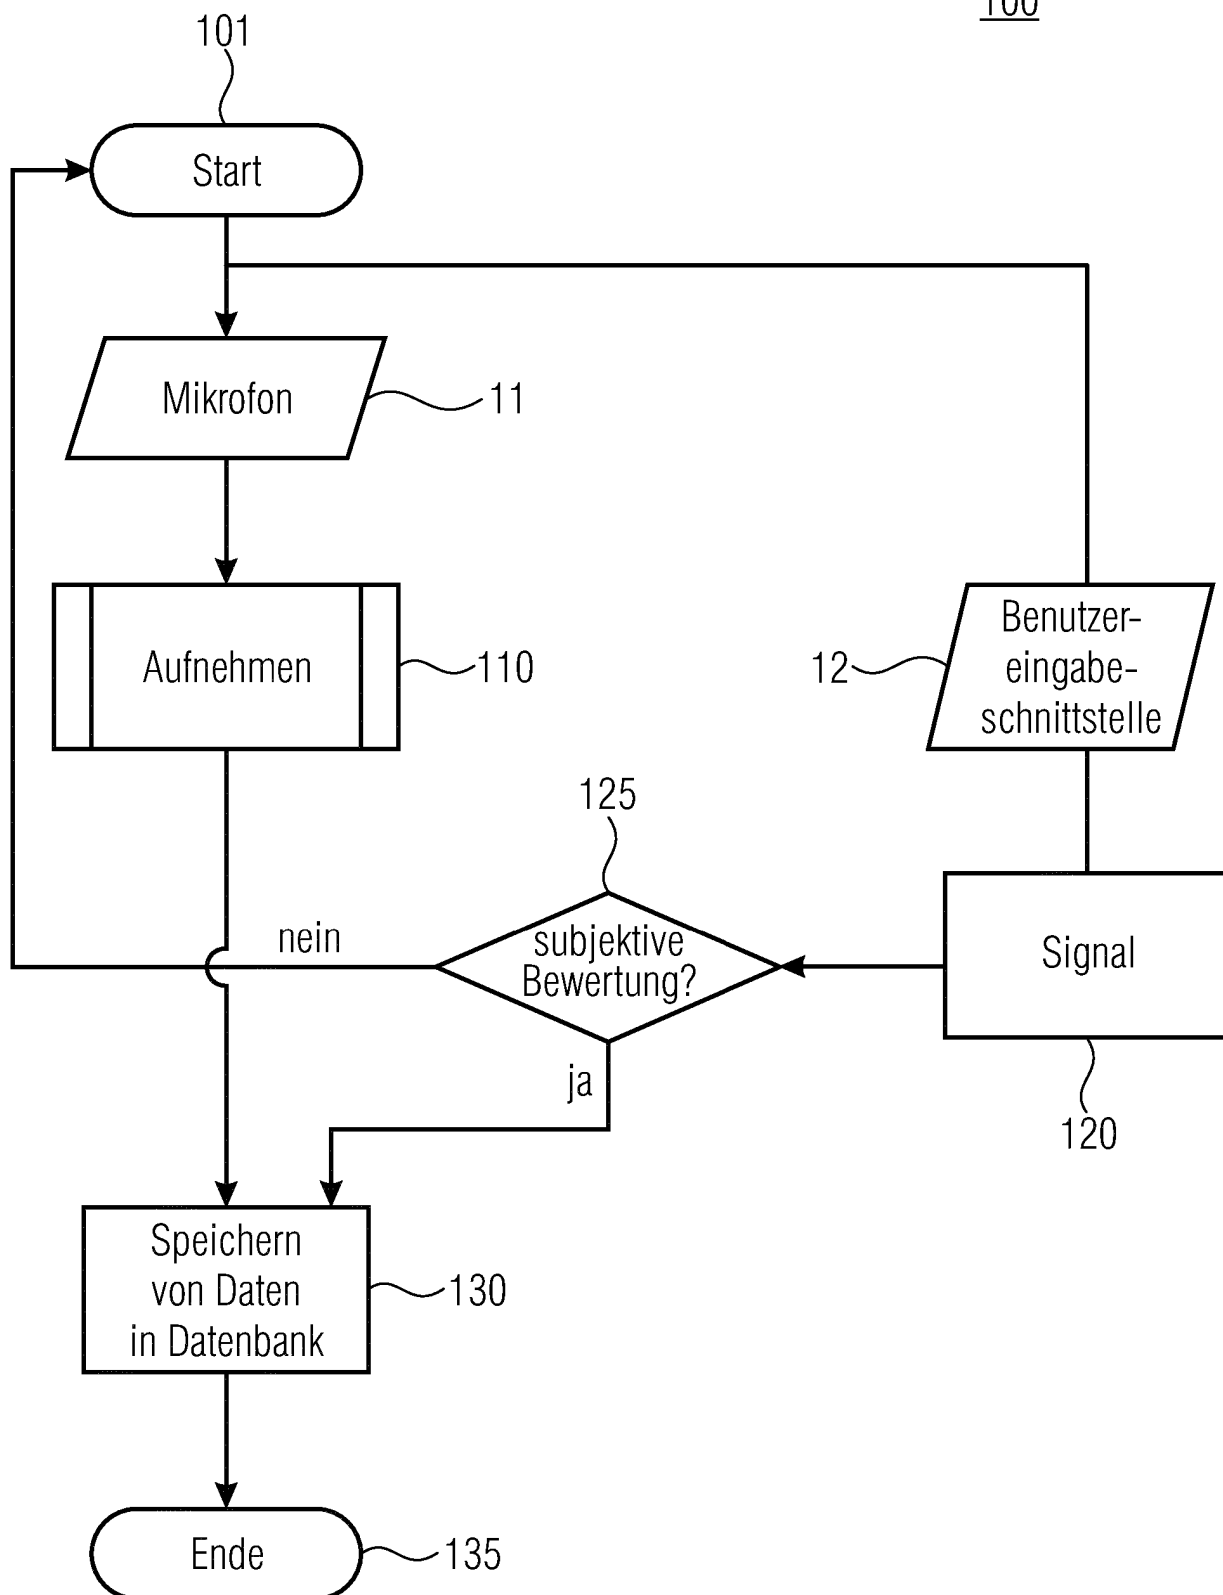 100
101
Start
Mikrofon
11
Aufnehmen
110
Benutzer-
eingabe-
schnittstelle
12
125
subjektive
Bewertung?
nein
ja
Signal
120
Speichern
von Daten
in Datenbank
130
Ende
135